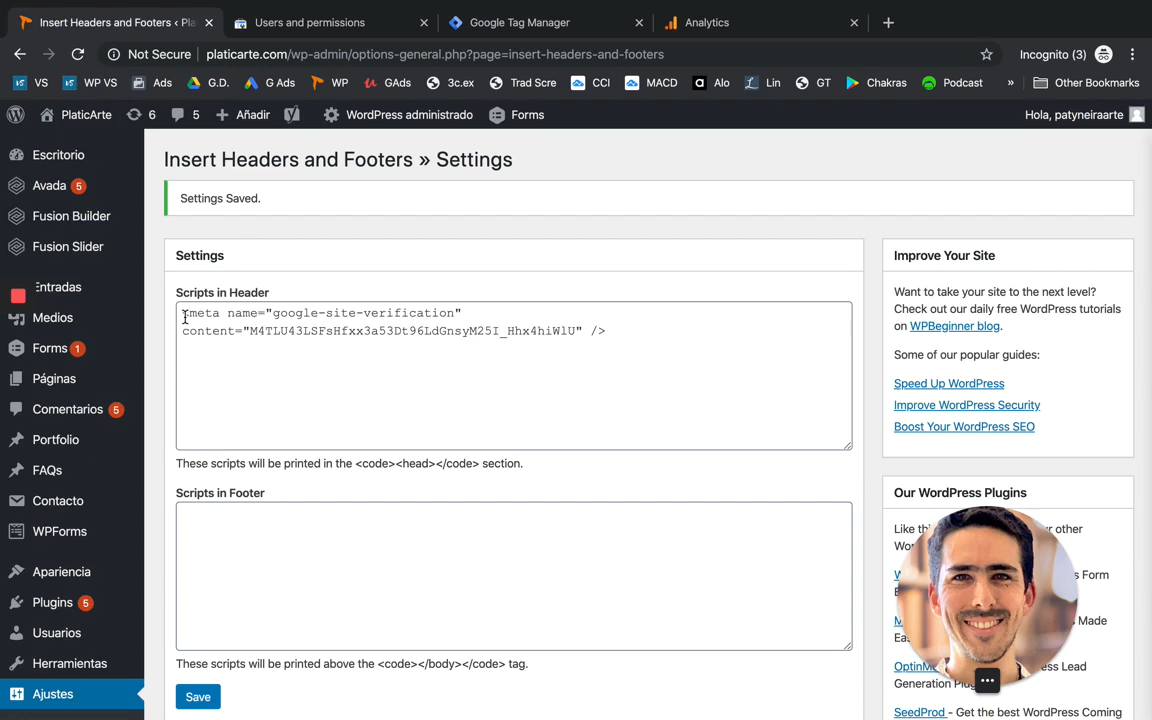 Insert Headers and Footers ‹ Pla
Users and permissions
Google Tag Manager
Analytics
Not Secure
platicarte.com/wp-admin/options-general.php?page=insert-headers-and-footers
Incognito (3)
VS
WP VS
Ads
G.D.
G Ads
WP
GAds
3c.ex
Trad Scre
CCI
MACD
Alo
Lin
GT
Chakras
Podcast
»
Other Bookmarks
PlaticArte
6
5
Añadir
WordPress administrado
Forms
Hola, patyneiraarte
Escritorio
Avada 5
Fusion Builder
Fusion Slider
Entradas
Medios
Forms 1
Páginas
Comentarios 5
Portfolio
FAQs
Contacto
WPForms
Apariencia
Plugins 5
Usuarios
Herramientas
Ajustes
Insert Headers and Footers » Settings
Settings Saved.
Settings
Scripts in Header
<meta name="google-site-verification"
content="M4TLU43LSFsHfxx3a53Dt96LdGnsyM25I_Hhx4hiWlU" />
These scripts will be printed in the <code><head></code> section.
Scripts in Footer
These scripts will be printed above the <code></body></code> tag.
Save
Improve Your Site
Want to take your site to the next level?
Check out our daily free WordPress tutorials
on WPBeginner blog.
Some of our popular guides:
Speed Up WordPress
Improve WordPress Security
Boost Your WordPress SEO
Our WordPress Plugins
Like thi
r other
Wor
s Form
Made
Eas
OptinM
ess Lead
Generation Plug
SeedProd - Get the best WordPress Coming